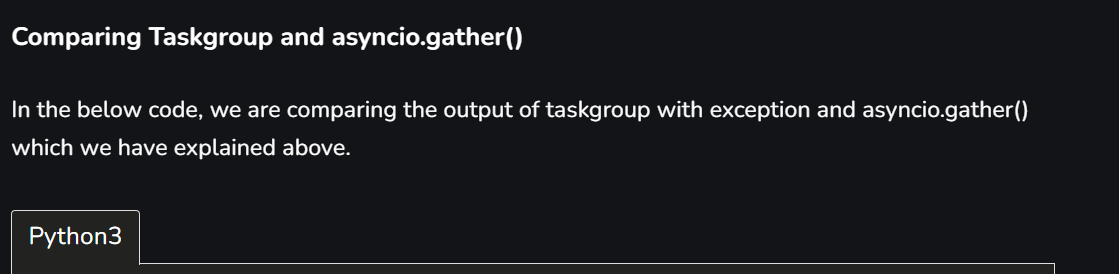 Comparing Taskgroup and asyncio.gather()
In the below code, we are comparing the output of taskgroup with exception and asyncio.gather()
which we have explained above.
Python3